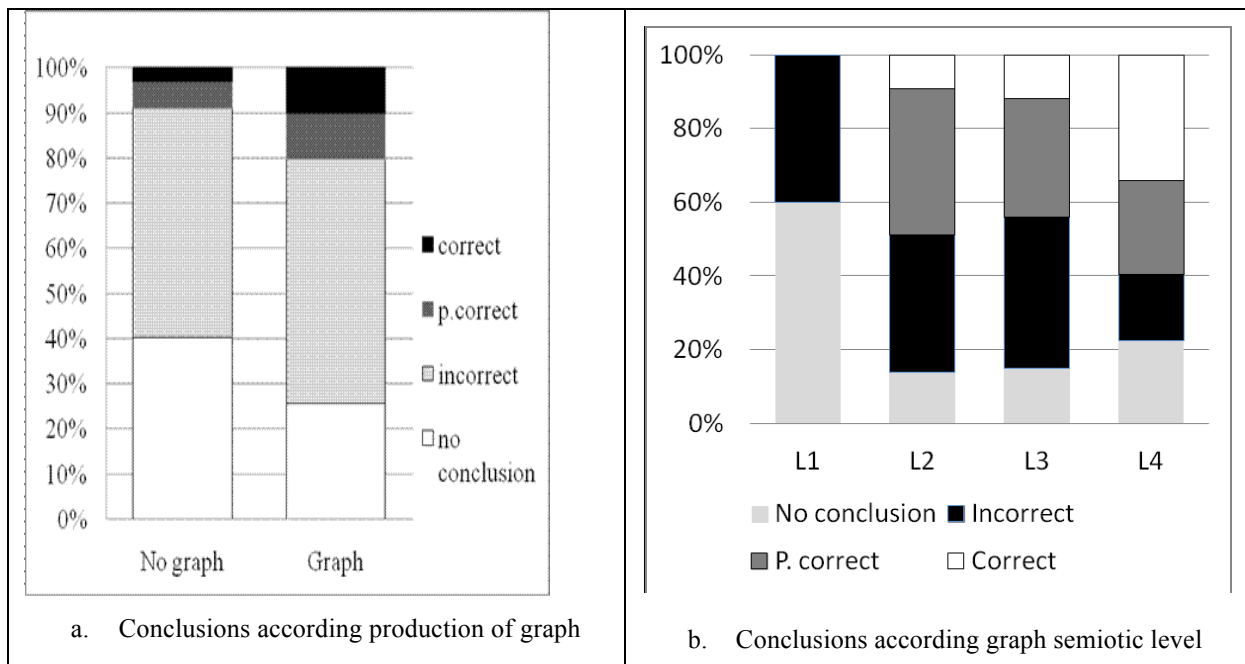 100%
90%
80%
70%
60%
50%
40%
30%
20%
10%
0%
No graph Graph
correct
p.correct
incorrect
no
conclusion
a. Conclusions according production of graph
100%
80%
60%
40%
20%
0%
L1 L2 L3 L4
No conclusion Incorrect
P. correct Correct
b. Conclusions according graph semiotic level